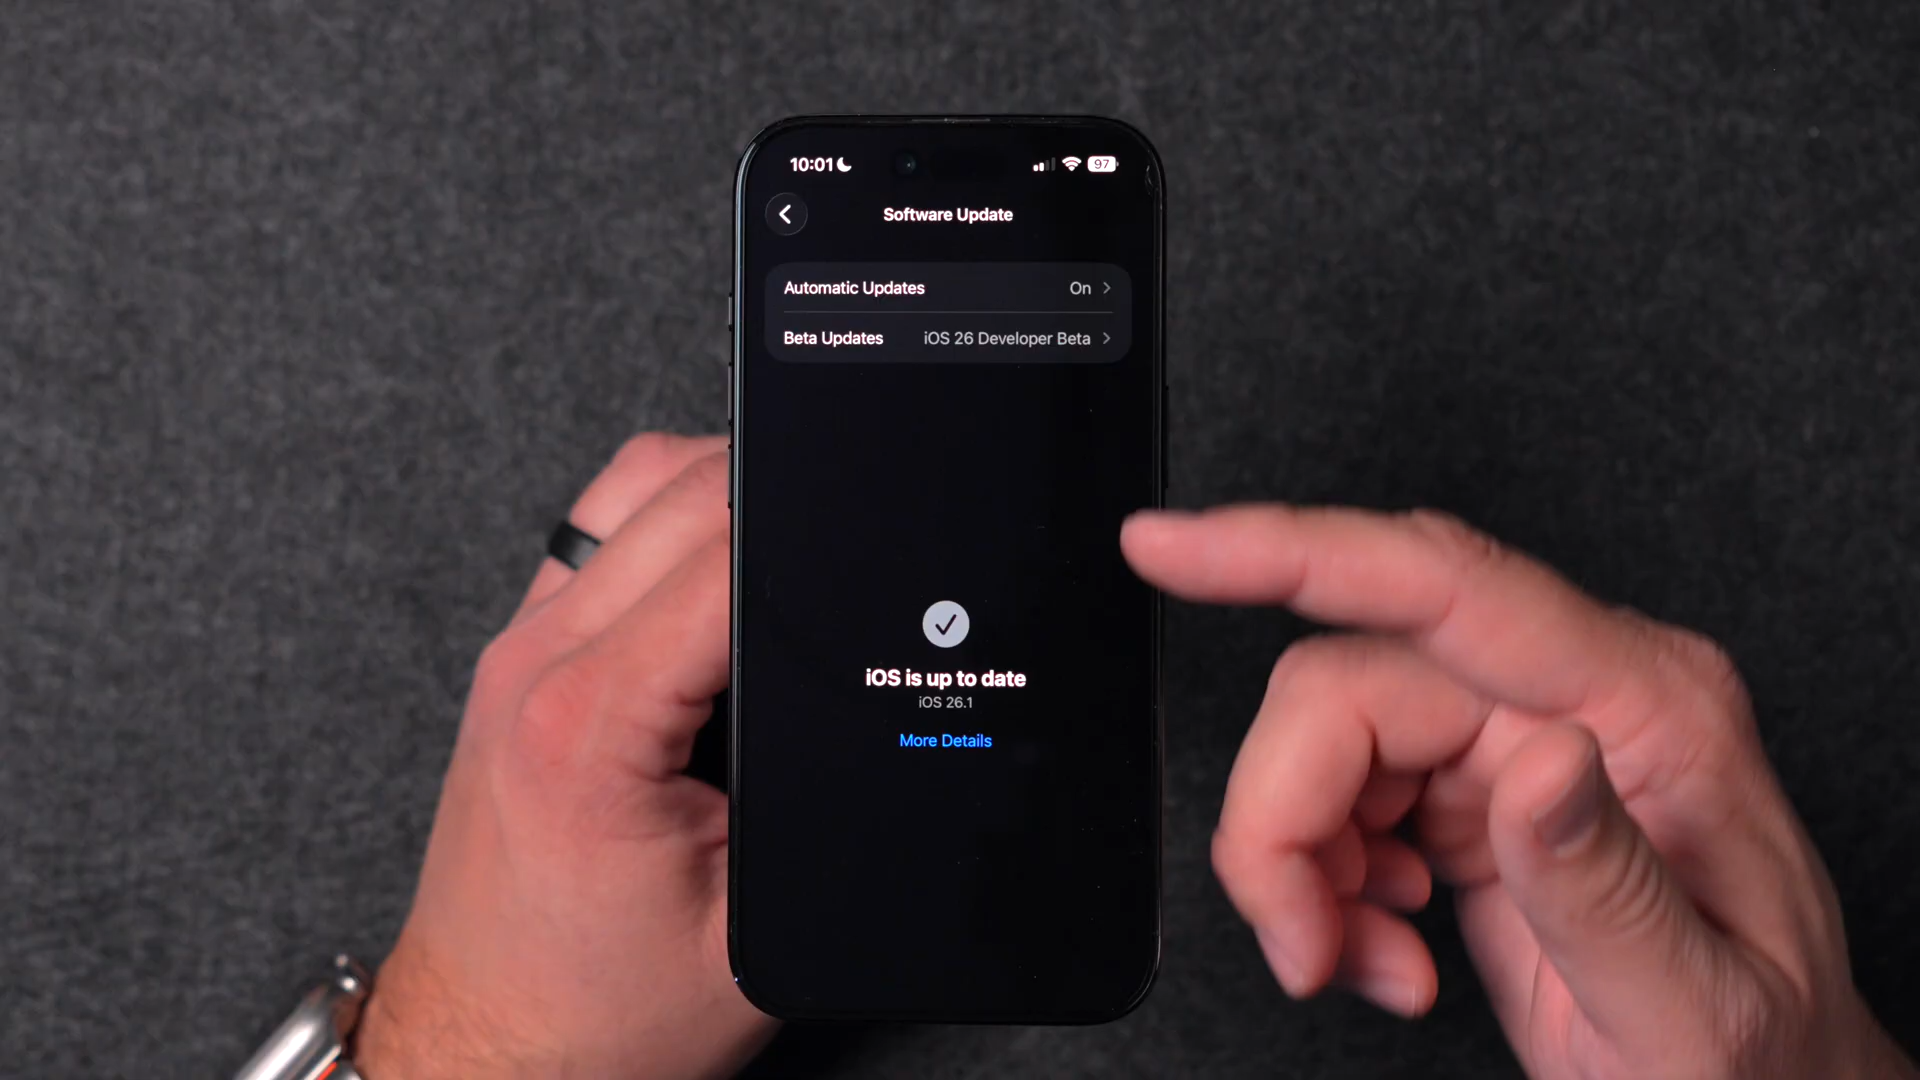 10:01
97
Software Update
Automatic Updates On
Beta Updates iOS 26 Developer Beta
iOS is up to date
iOS 26.1
More Details